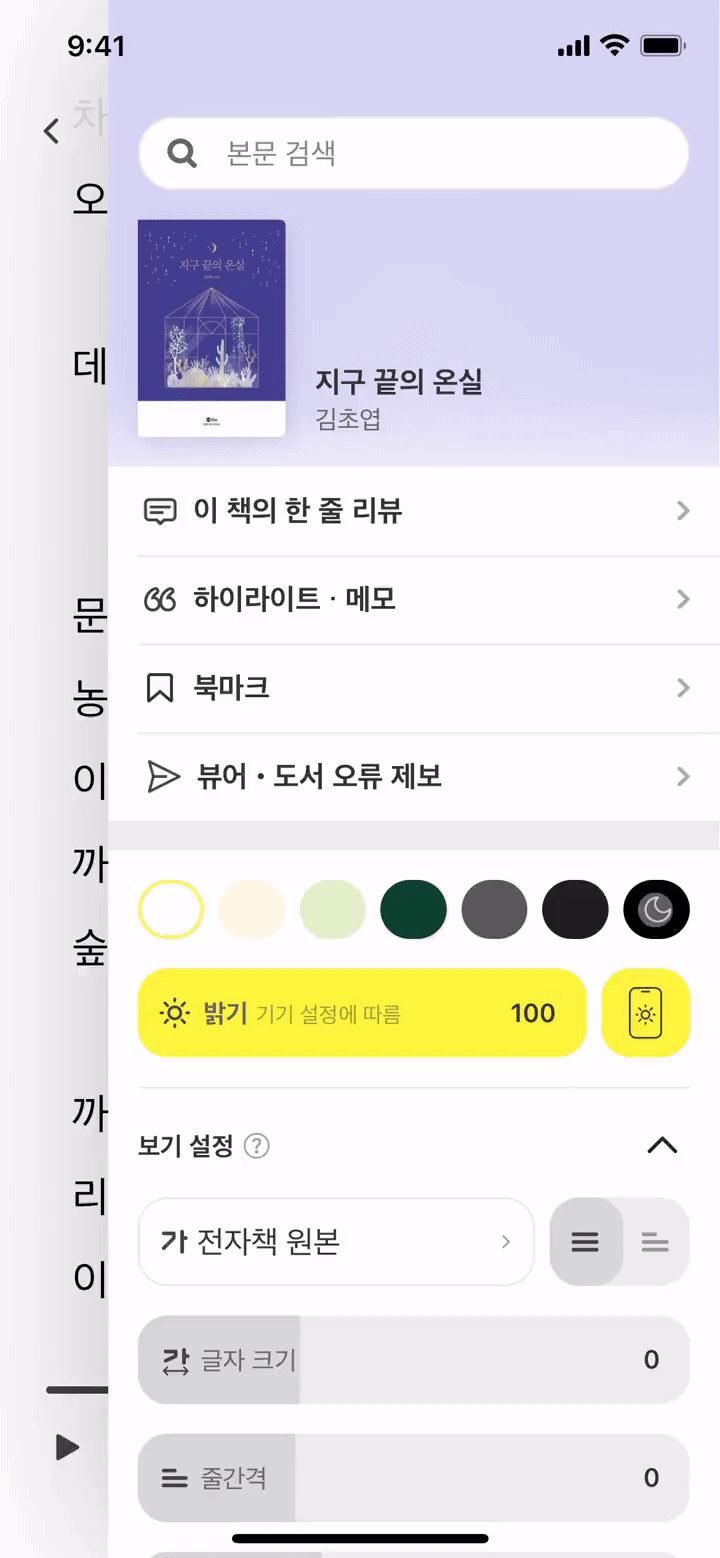 9:41
본문 검색
지구 끝의 온실
지구 끝의 온실
김초엽
이 책의 한 줄 리뷰
하이라이트 · 메모
북마크
뷰어 • 도서 오류 제보
밝기 기기 설정에 따름 100
보기 설정 ?
가 전자책 원본
가 글자 크기 0
줄간격 0
차
오
데
문
농
이
까
숲
까
리
이